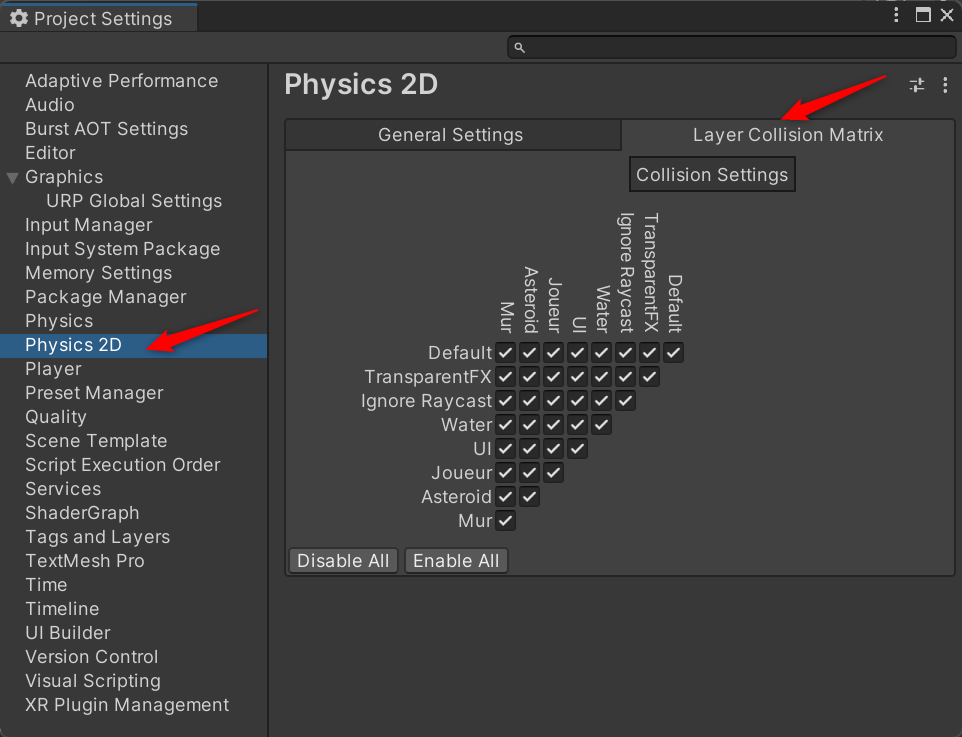 Project Settings
Adaptive Performance
Audio
Burst AOT Settings
Editor
Graphics
URP Global Settings
Input Manager
Input System Package
Memory Settings
Package Manager
Physics
Physics 2D
Player
Preset Manager
Quality
Scene Template
Script Execution Order
Services
ShaderGraph
Tags and Layers
TextMesh Pro
Time
Timeline
UI Builder
Version Control
Visual Scripting
XR Plugin Management
Physics 2D
General Settings
Layer Collision Matrix
Collision Settings
Mur
Asteroid
Joueur
UI
Water
Ignore Raycast
TransparentFX
Default
Default
TransparentFX
Ignore Raycast
Water
UI
Joueur
Asteroid
Mur
Disable All
Enable All